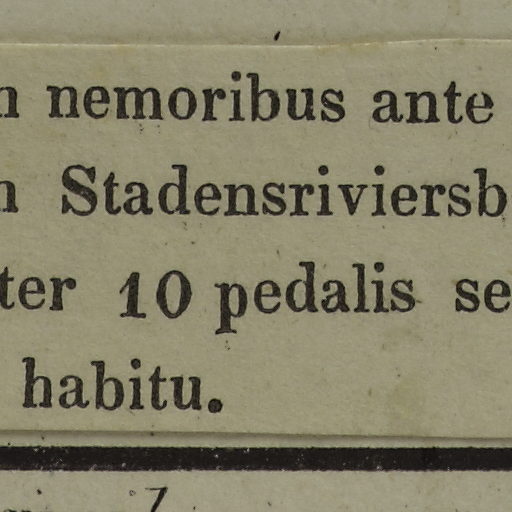 nemoribus ante
Stadensriviersb
ter 10 pedalis se
habitu.